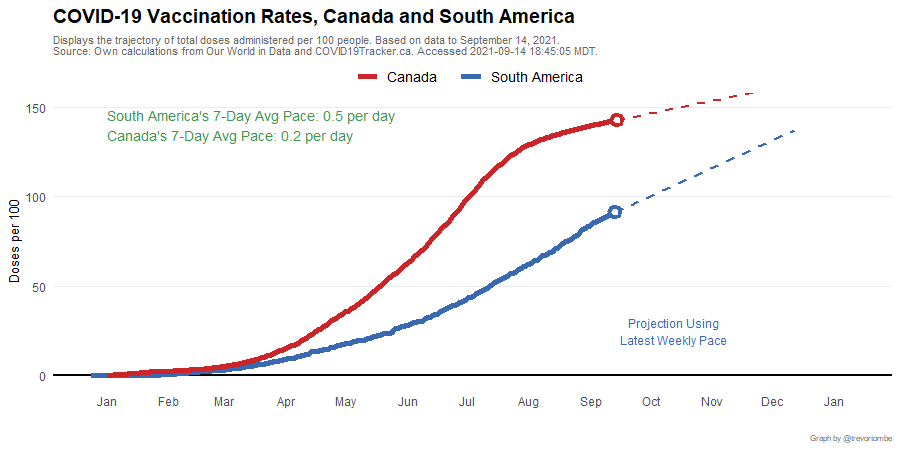 COVID-19 Vaccination Rates, Canada and South America
Displays the trajectory of total doses administered per 100 people. Based on data to September 14, 2021.
Source: Own calculations from Our World in Data and COVID19Tracker.ca. Accessed 2021-09-14 18:45:05 MDT.
Canada South America
South America's 7-Day Avg Pace: 0.5 per day
Canada's 7-Day Avg Pace: 0.2 per day
Doses per 100
150
100
50
0
Projection Using
Latest Weekly Pace
Jan Feb Mar Apr May Jun Jul Aug Sep Oct Nov Dec Jan
Graph by @trevortombe